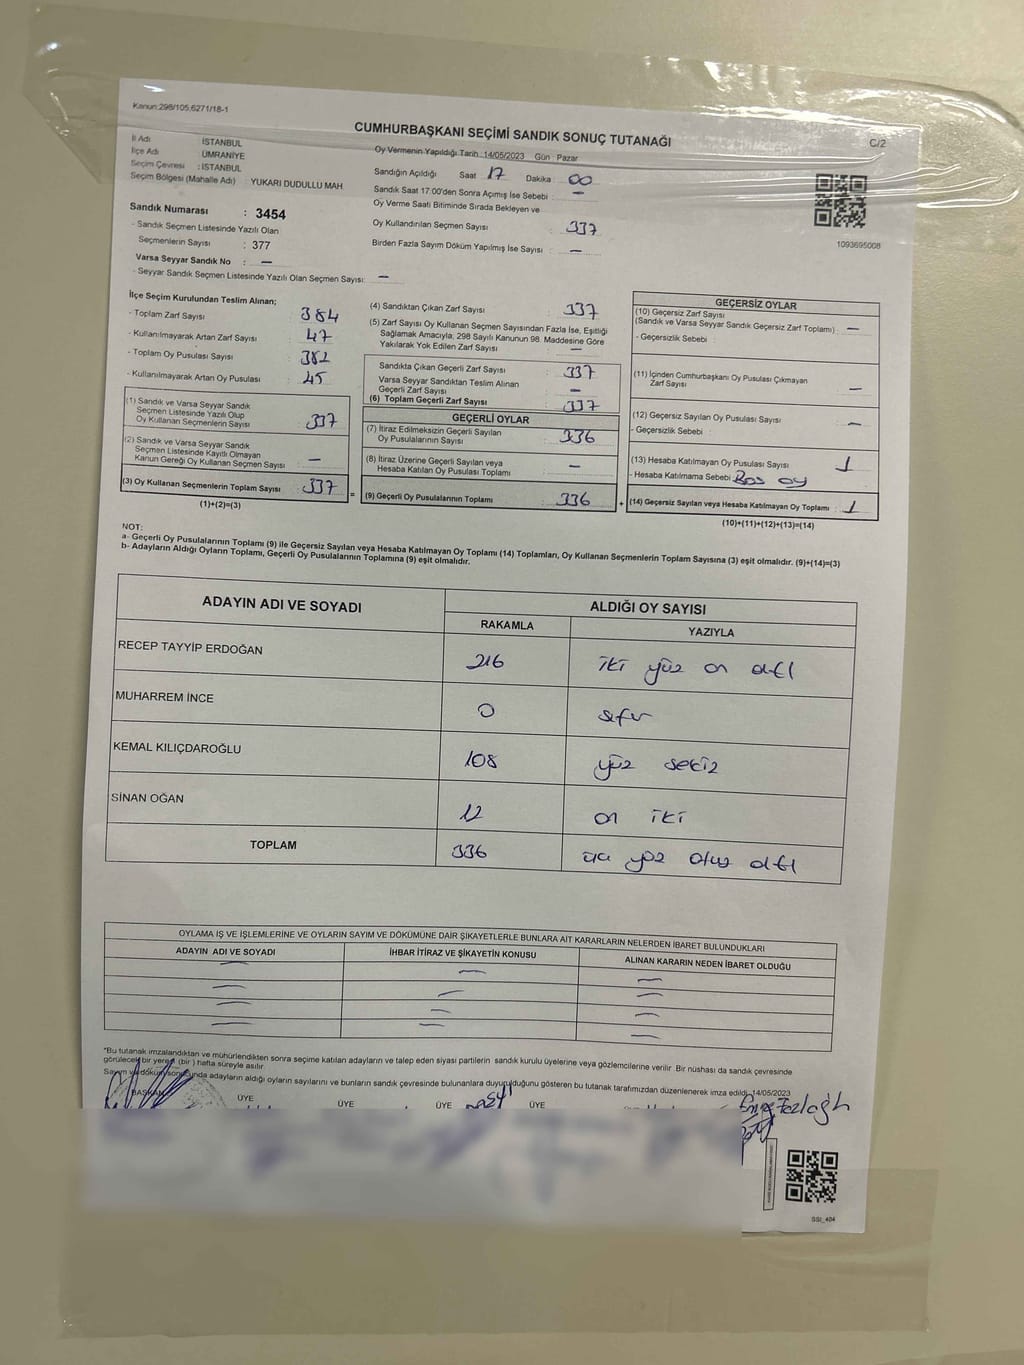 Kanun:298/105,6271/18-1
CUMHURBAŞKANI SEÇİMİ SANDIK SONUÇ TUTANAĞI
C/2
İl Adı : İSTANBUL
İlçe Adı ÜMRANİYE
Seçim Çevresi : İSTANBUL
Seçim Bölgesi (Mahalle Adı) : YUKARI DUDULLU MAH.
Oy Vermenin Yapıldığı Tarih :14/05/2023 Gün : Pazar
Sandığın Açıldığı Saat : 17 Dakika : 00
Sandık Saat 17:00'den Sonra Açılmış İse Sebebi : —
Oy Verme Saati Bitiminde Sırada Bekleyen ve
Oy Kullandırılan Seçmen Sayısı : 337
Birden Fazla Sayım Döküm Yapılmış İse Sayısı : —
1093695008
Sandık Numarası : 3454
- Sandık Seçmen Listesinde Yazılı Olan
Seçmenlerin Sayısı : 377
Varsa Seyyar Sandık No : —
- Seyyar Sandık Seçmen Listesinde Yazılı Olan Seçmen Sayısı: —
İlçe Seçim Kurulundan Teslim Alınan;
- Toplam Zarf Sayısı : 384
- Kullanılmayarak Artan Zarf Sayısı : 47
- Toplam Oy Pusulası Sayısı : 382
- Kullanılmayarak Artan Oy Pusulası : 45
(1) Sandık ve Varsa Seyyar Sandık
Seçmen Listesinde Yazılı Olup
Oy Kullanan Seçmenlerin Sayısı : 337
(2) Sandık ve Varsa Seyyar Sandık
Seçmen Listesinde Kayıtlı Olmayan
Kanun Gereği Oy Kullanan Seçmen Sayısı : —
(3) Oy Kullanan Seçmenlerin Toplam Sayısı : 337
(1)+(2)=(3)
=
(4) Sandıktan Çıkan Zarf Sayısı : 337
(5) Zarf Sayısı Oy Kullanan Seçmen Sayısından Fazla İse, Eşitliği
Sağlamak Amacıyla, 298 Sayılı Kanunun 98. Maddesine Göre
Yakılarak Yok Edilen Zarf Sayısı : —
Sandıkta Çıkan Geçerli Zarf Sayısı : 337
Varsa Seyyar Sandıktan Teslim Alınan
Geçerli Zarf Sayısı : —
(6) Toplam Geçerli Zarf Sayısı : 337
GEÇERLİ OYLAR
(7) İtiraz Edilmeksizin Geçerli Sayılan
Oy Pusulalarının Sayısı : 336
(8) İtiraz Üzerine Geçerli Sayılan veya
Hesaba Katılan Oy Pusulası Toplamı : —
(9) Geçerli Oy Pusulalarının Toplamı : 336
+
GEÇERSİZ OYLAR
(10) Geçersiz Zarf Sayısı
(Sandık ve Varsa Seyyar Sandık Geçersiz Zarf Toplamı) : —
- Geçersizlik Sebebi :
(11) İçinden Cumhurbaşkanı Oy Pusulası Çıkmayan
Zarf Sayısı : —
(12) Geçersiz Sayılan Oy Pusulası Sayısı : —
- Geçersizlik Sebebi :
(13) Hesaba Katılmayan Oy Pusulası Sayısı : 1
- Hesaba Katılmama Sebebi : Boş oy
(14) Geçersiz Sayılan veya Hesaba Katılmayan Oy Toplamı : 1
(10)+(11)+(12)+(13)=(14)
NOT:
a- Geçerli Oy Pusulalarının Toplamı (9) ile Geçersiz Sayılan veya Hesaba Katılmayan Oy Toplamı (14) Toplamları, Oy Kullanan Seçmenlerin Toplam Sayısına (3) eşit olmalıdır. (9)+(14)=(3)
b- Adayların Aldığı Oyların Toplamı, Geçerli Oy Pusulalarının Toplamına (9) eşit olmalıdır.
ADAYIN ADI VE SOYADI
ALDIĞI OY SAYISI
RAKAMLA YAZIYLA
RECEP TAYYİP ERDOĞAN 216 iki yüz on altı
MUHARREM İNCE 0 sıfır
KEMAL KILIÇDAROĞLU 108 yüz sekiz
SİNAN OĞAN 12 on iki
TOPLAM 336 üç yüz otuz altı
OYLAMA İŞ VE İŞLEMLERİNE VE OYLARIN SAYIM VE DÖKÜMÜNE DAİR ŞİKAYETLERLE BUNLARA AİT KARARLARIN NELERDEN İBARET BULUNDUKLARI
ADAYIN ADI VE SOYADI İHBAR İTİRAZ VE ŞİKAYETİN KONUSU ALINAN KARARIN NEDEN İBARET OLDUĞU
*Bu tutanak imzalandıktan ve mühürlendikten sonra seçime katılan adayların ve talep eden siyasi partilerin sandık kurulu üyelerine veya gözlemcilerine verilir. Bir nüshası da sandık çevresinde
görülecek bir yere, (bir ) hafta süreyle asılır.
Sayım ve döküm sonucunda adayların aldığı oyların sayılarını ve bunların sandık çevresinde bulunanlara duyurulduğunu gösteren bu tutanak tarafımızdan düzenlenerek imza edildi. 14/05/2023
BAŞKAN ÜYE ÜYE ÜYE ÜYE
SSI_404